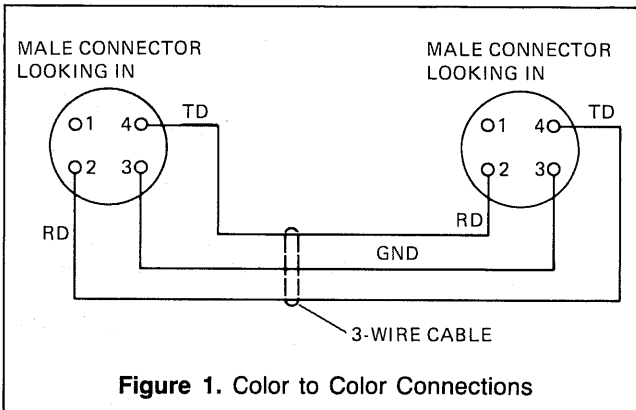 MALE CONNECTOR
LOOKING IN
MALE CONNECTOR
LOOKING IN
TD
TD
1 4
1 4
2 3
2 3
RD
RD
GND
3-WIRE CABLE
Figure 1. Color to Color Connections